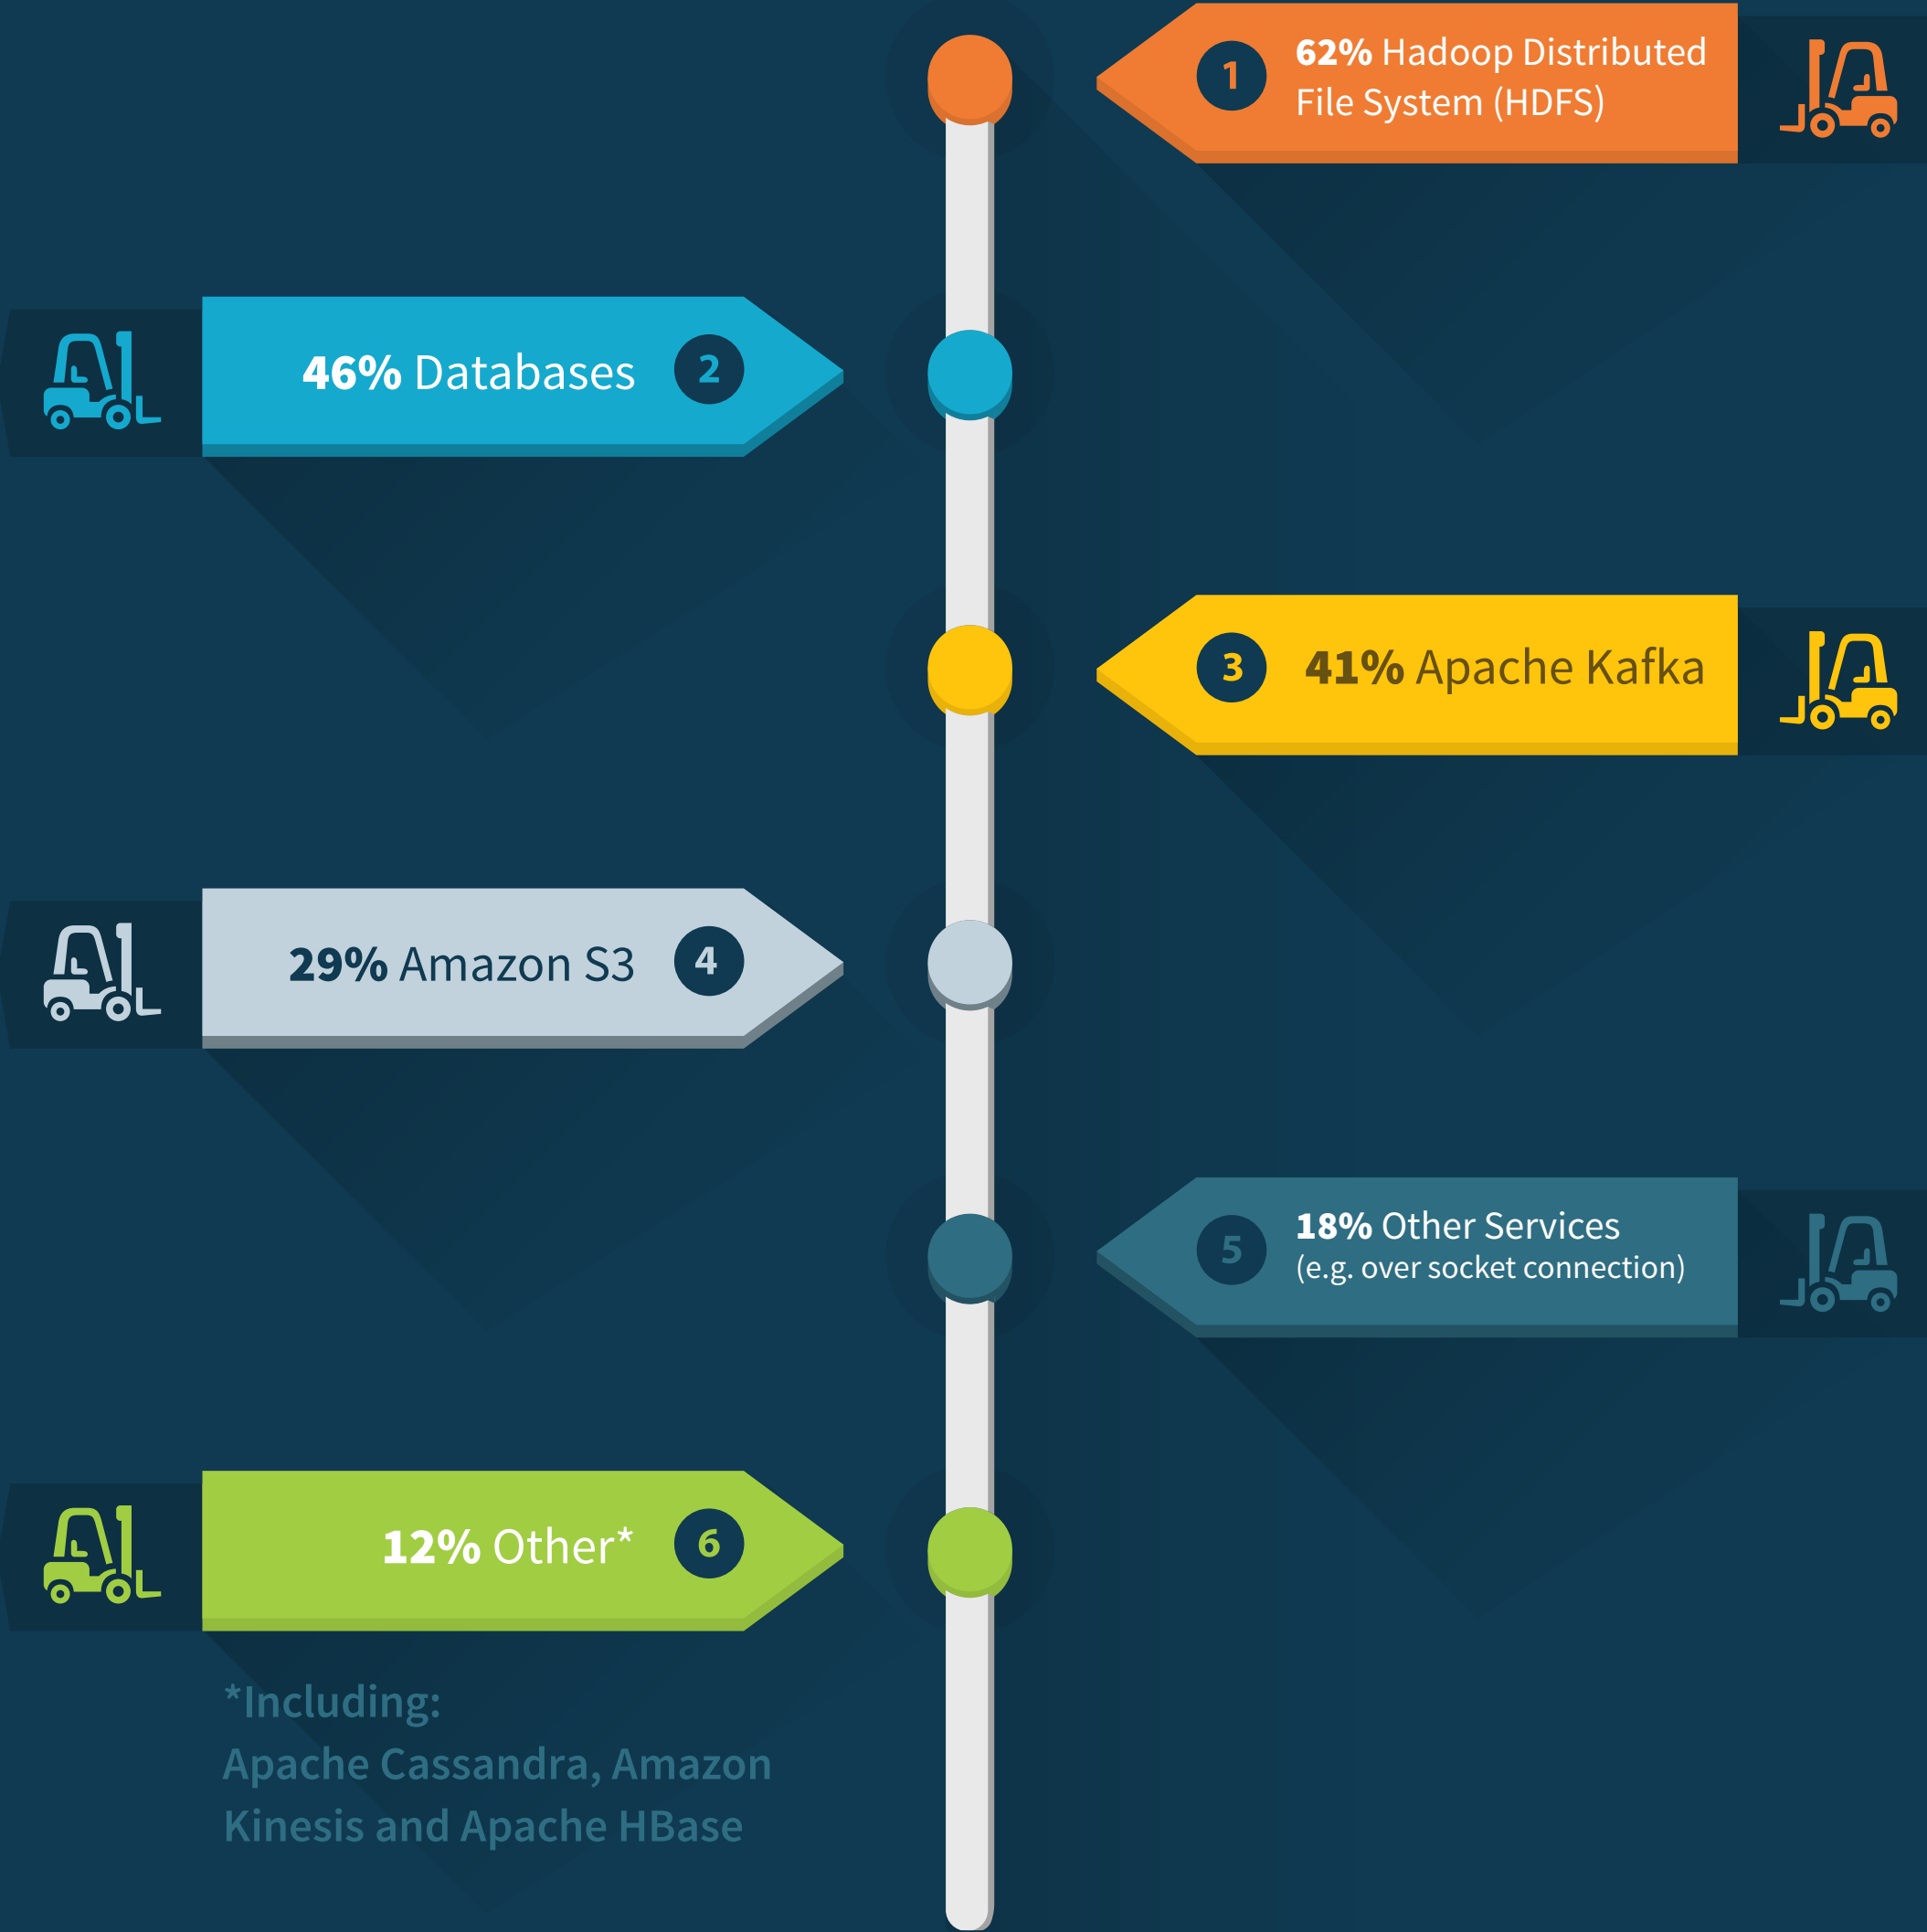 1
62% Hadoop Distributed
File System (HDFS)
46% Databases
2
3
41% Apache Kafka
29% Amazon S3
4
5
18% Other Services
(e.g. over socket connection)
12% Other*
6
*Including:
Apache Cassandra, Amazon
Kinesis and Apache HBase